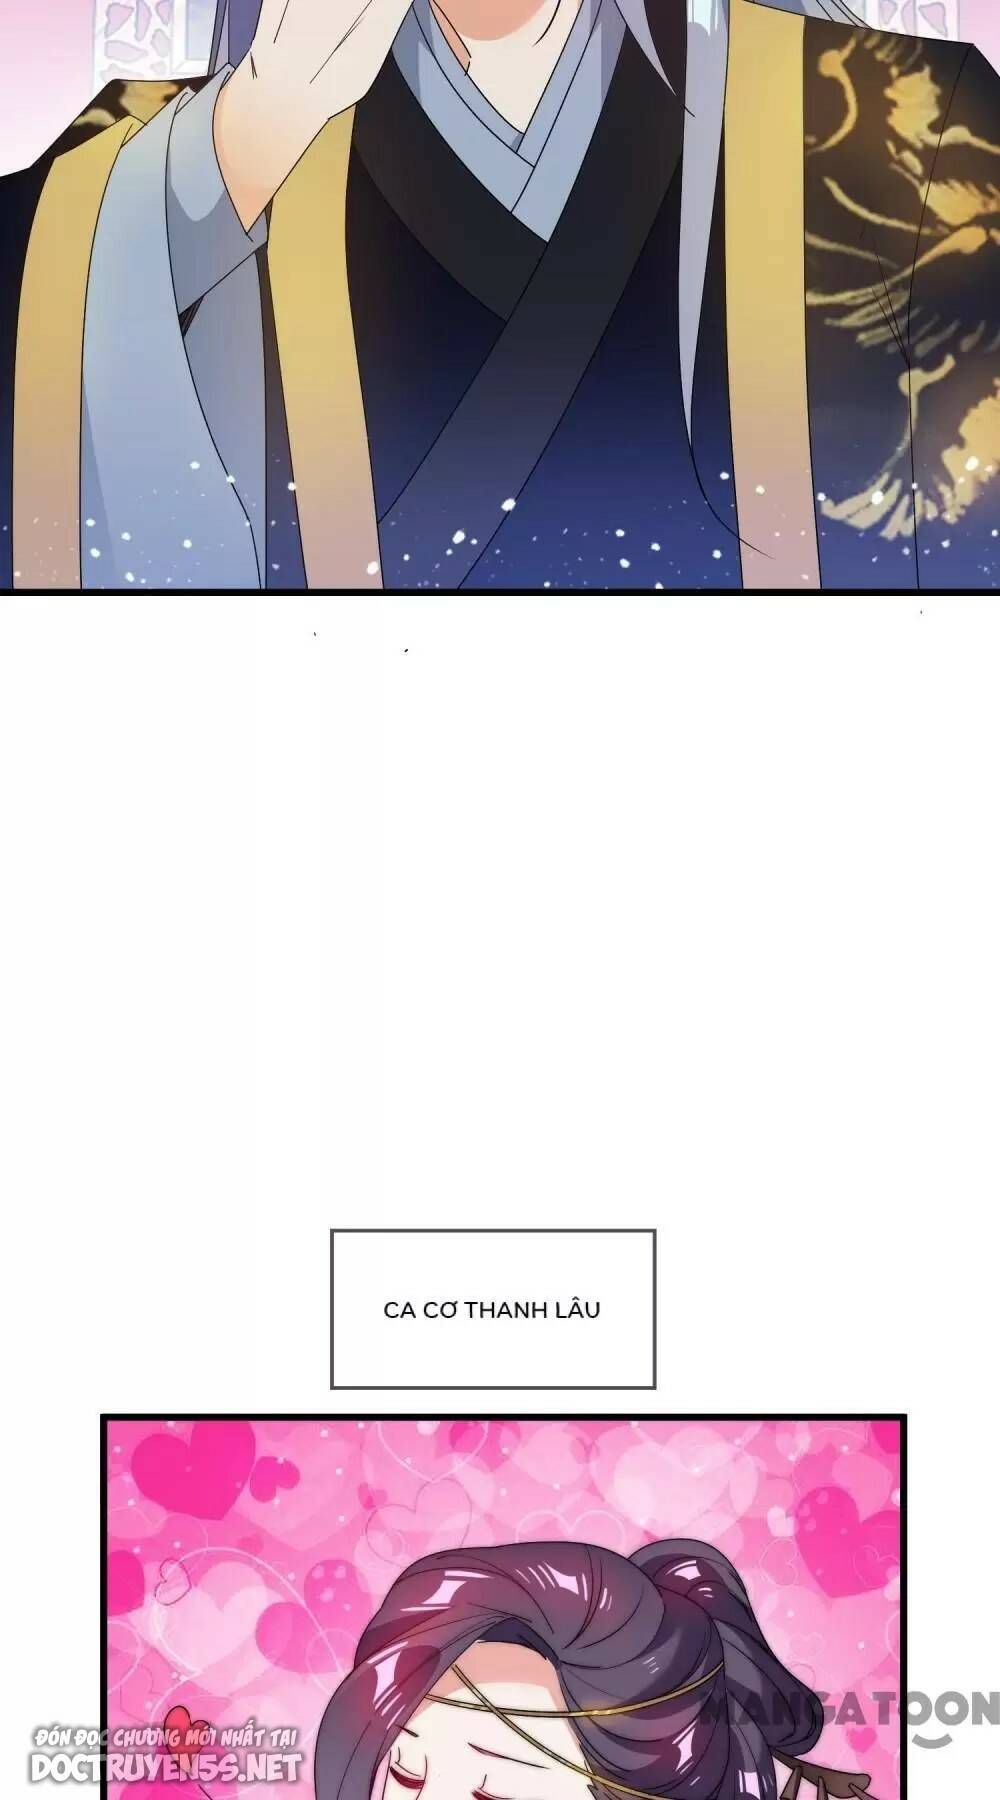 CA CƠ THANH LÂU
MANGATOON
ĐÓN ĐỌC CHƯƠNG MỚI NHẤT TẠI
DOCTRUYEN5S.NET